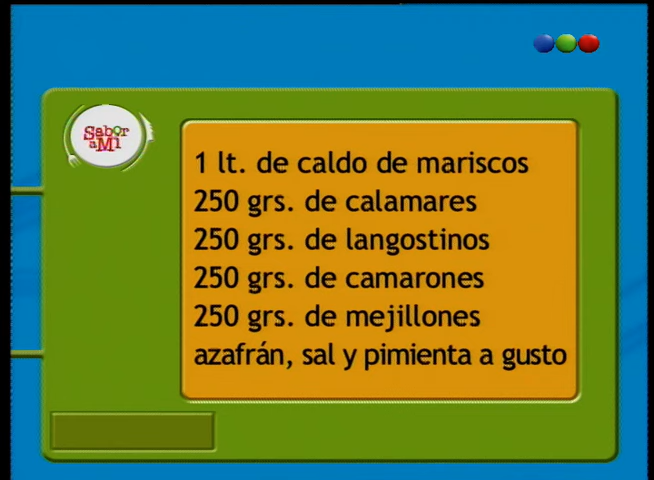 Sabor
a Mi
1 lt. de caldo de mariscos
250 grs. de calamares
250 grs. de langostinos
250 grs. de camarones
250 grs. de mejillones
azafrán, sal y pimienta a gusto